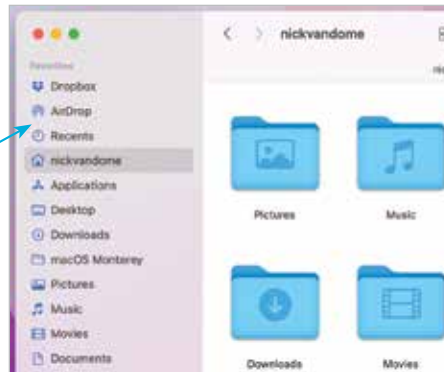 Favorites
Dropbox
AirDrop
Recents
nickvandome
Applications
Desktop
Downloads
macOS Monterey
Pictures
Music
Movies
Documents
nickvandome
Pictures
Music
Downloads
Movies